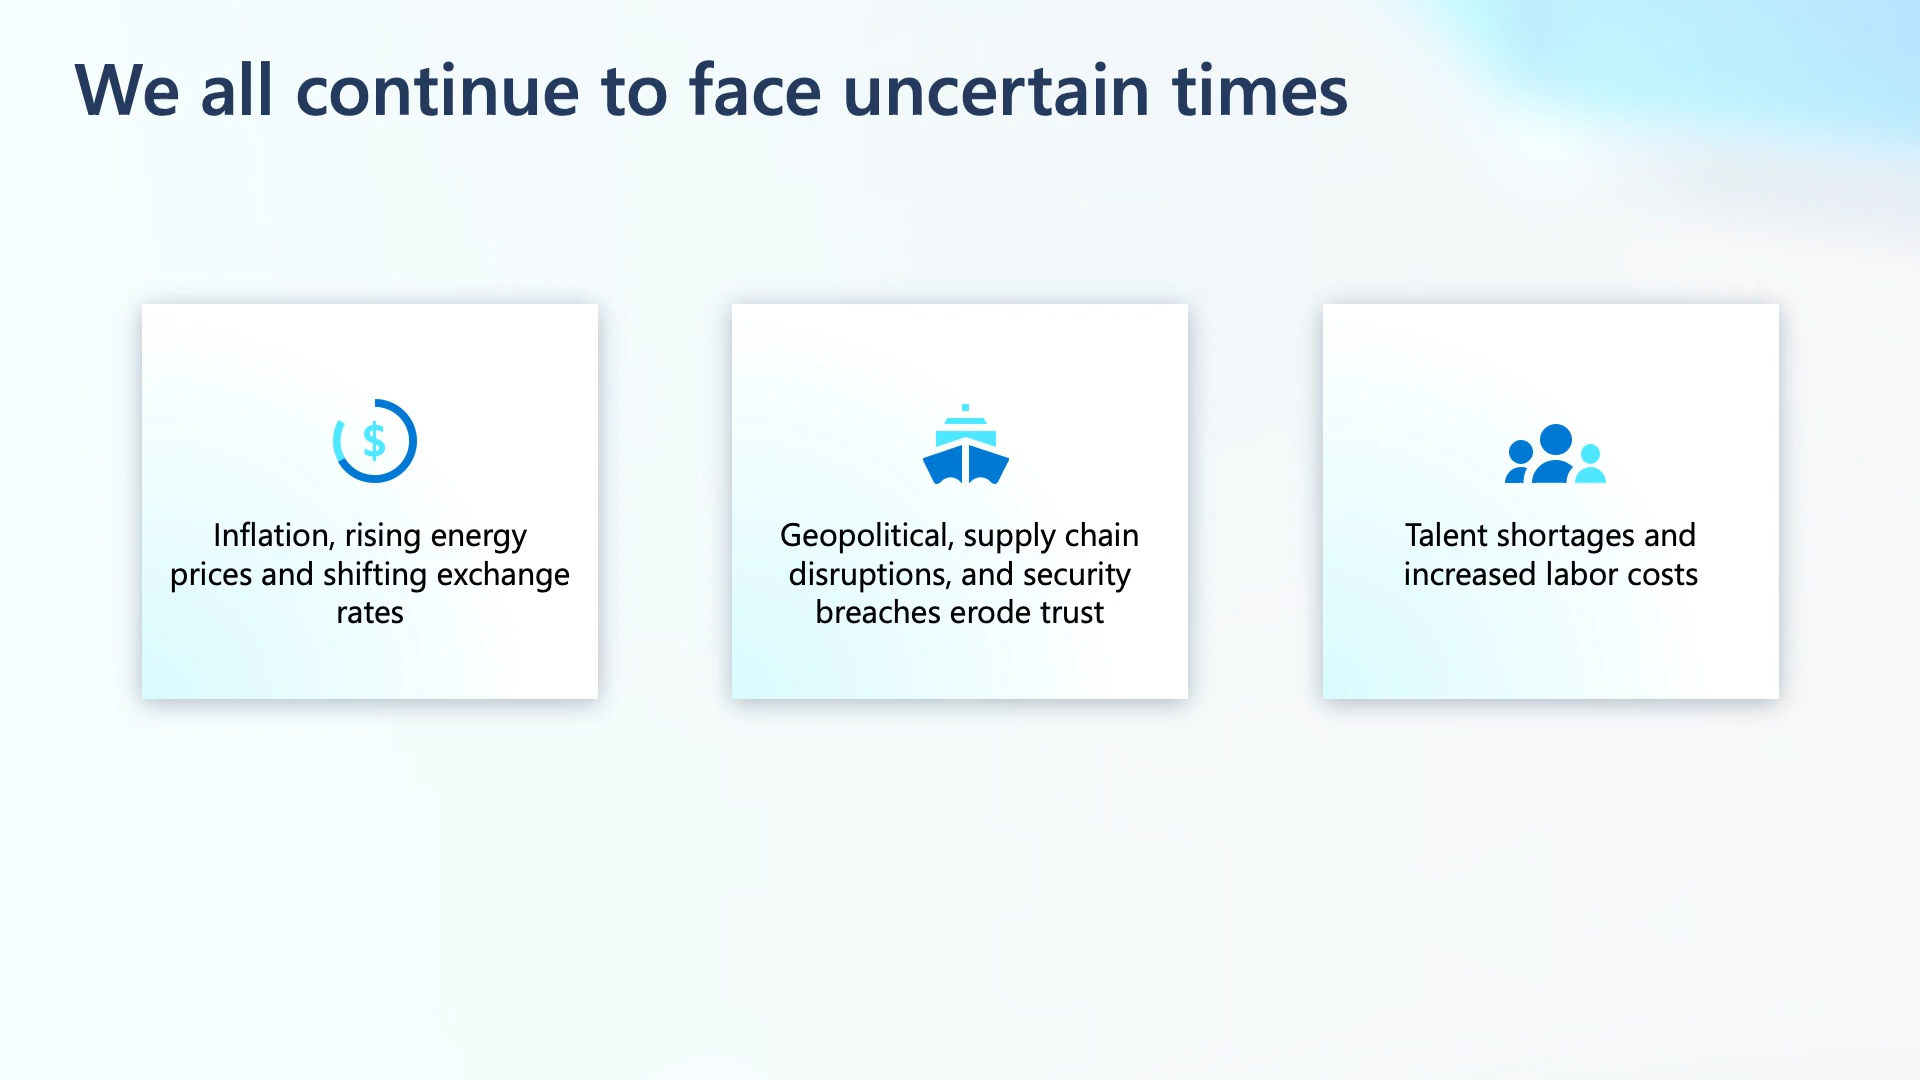 We all continue to face uncertain times
$
Inflation, rising energy
prices and shifting exchange
rates
Geopolitical, supply chain
disruptions, and security
breaches erode trust
Talent shortages and
increased labor costs